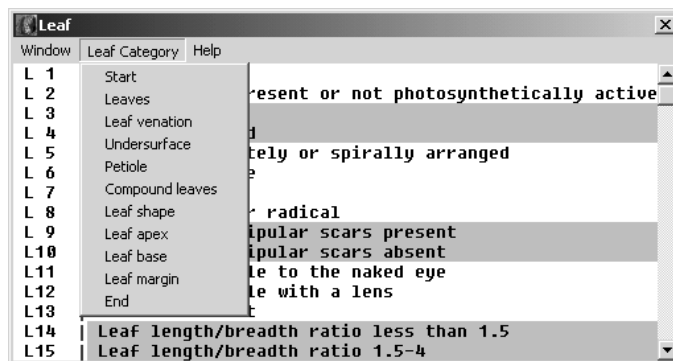 Leaf
Window Leaf Category Help
L 1 Start
L 2 Leaves resent or not photosynthetically active
L 3 Leaf venation
L 4 Undersurface d
L 5 tely or spirally arranged
L 6 Petiole e
L 7 Compound leaves
L 8 Leaf shape r radical
L 9 Leaf apex ipular scars present
L10 Leaf base ipular scars absent
L11 Leaf margin le to the naked eye
L12 End le with a lens
L13 t
L14 Leaf length/breadth ratio less than 1.5
L15 Leaf length/breadth ratio 1.5-4